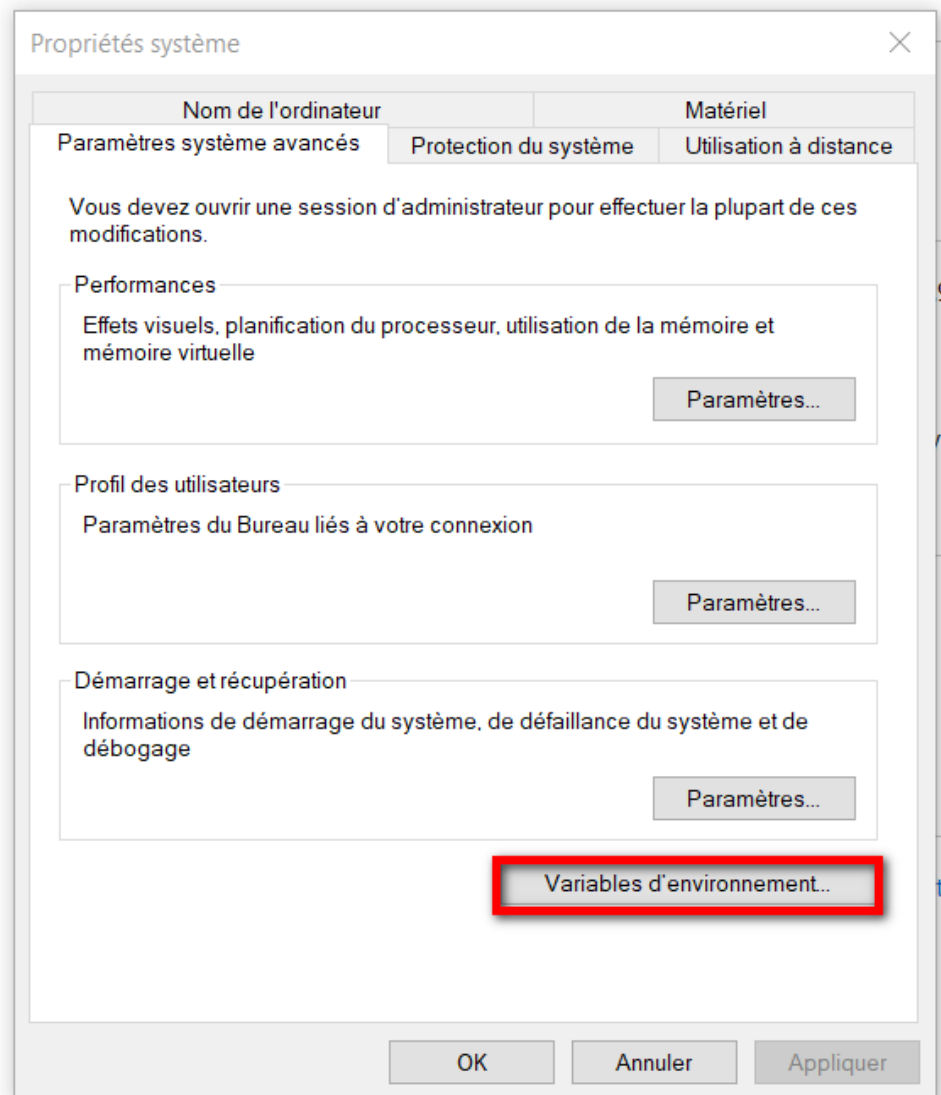 Propriétés système
Nom de l'ordinateur
Matériel
Paramètres système avancés
Protection du système
Utilisation à distance
Vous devez ouvrir une session d'administrateur pour effectuer la plupart de ces
modifications.
Performances
Effets visuels, planification du processeur, utilisation de la mémoire et
mémoire virtuelle
Paramètres...
Profil des utilisateurs
Paramètres du Bureau liés à votre connexion
Paramètres...
Démarrage et récupération
Informations de démarrage du système, de défaillance du système et de
débogage
Paramètres...
Variables d'environnement...
OK
Annuler
Appliquer